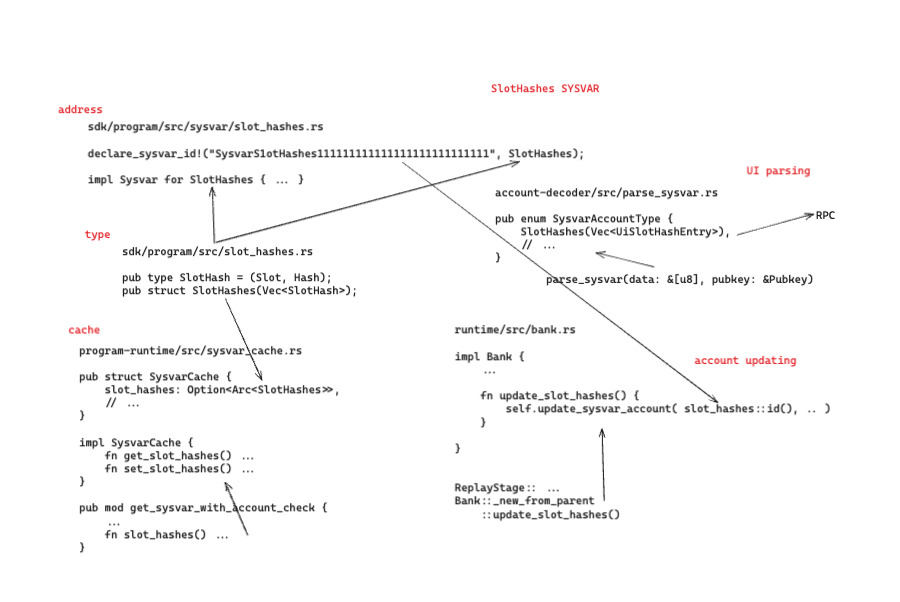 SlotHashes SYSVAR
address
sdk/program/src/sysvar/slot_hashes.rs
declare_sysvar_id!("SysvarS1otHashes111111111111111111111111111", SlotHashes);
impl Sysvar for SlotHashes { ... }
type
sdk/program/src/slot_hashes.rs
pub type SlotHash = (Slot, Hash);
pub struct SlotHashes(Vec<SlotHash>);
UI parsing
account-decoder/src/parse_sysvar.rs
pub enum SysvarAccountType {
SlotHashes(Vec<UiSlotHashEntry>),
// ...
}
RPC
parse_sysvar(data: &[u8], pubkey: &Pubkey)
cache
program-runtime/src/sysvar_cache.rs
pub struct SysvarCache {
slot_hashes: Option<Arc<SlotHashes>>,
// ...
}
impl SysvarCache {
fn get_slot_hashes() ...
fn set_slot_hashes() ...
}
pub mod get_sysvar_with_account_check {
...
fn slot_hashes() ...
}
runtime/src/bank.rs
account updating
impl Bank {
...
fn update_slot_hashes() {
self.update_sysvar_account( slot_hashes::id(), .. )
}
}
ReplayStage:: ...
Bank::_new_from_parent
::update_slot_hashes()